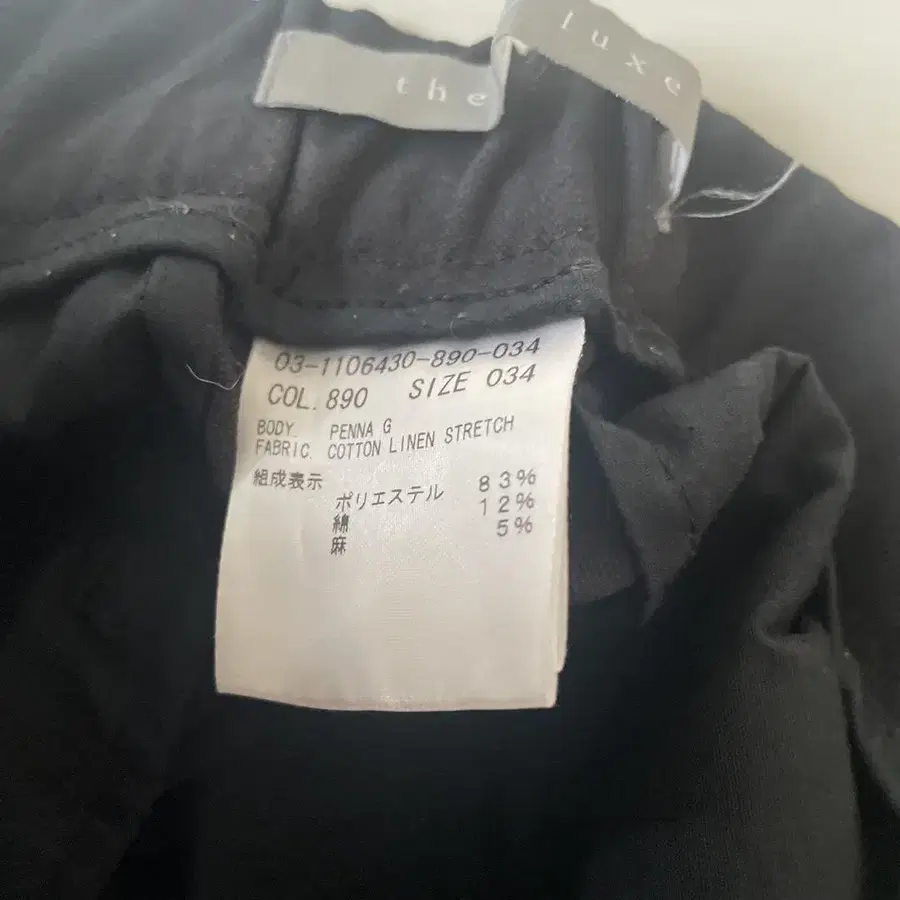 the luxe
03-1106430-890-034
COL. 890 SIZE 034
BODY. PENNA G
FABRIC. COTTON LINEN STRETCH
組成表示
ポリエステル 83%
綿 12%
麻 5%